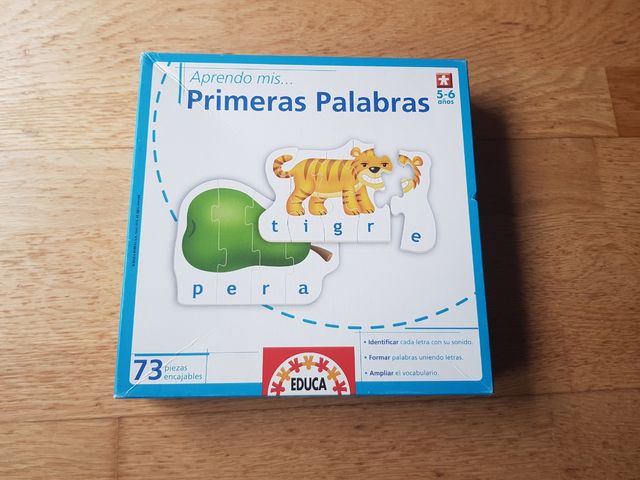 Aprendo mis...
Primeras Palabras
5-6
años
t i g r e
p e r a
• Identificar cada letra con su sonido.
• Formar palabras uniendo letras.
• Ampliar el vocabulario.
73 piezas
encajables
EDUCA